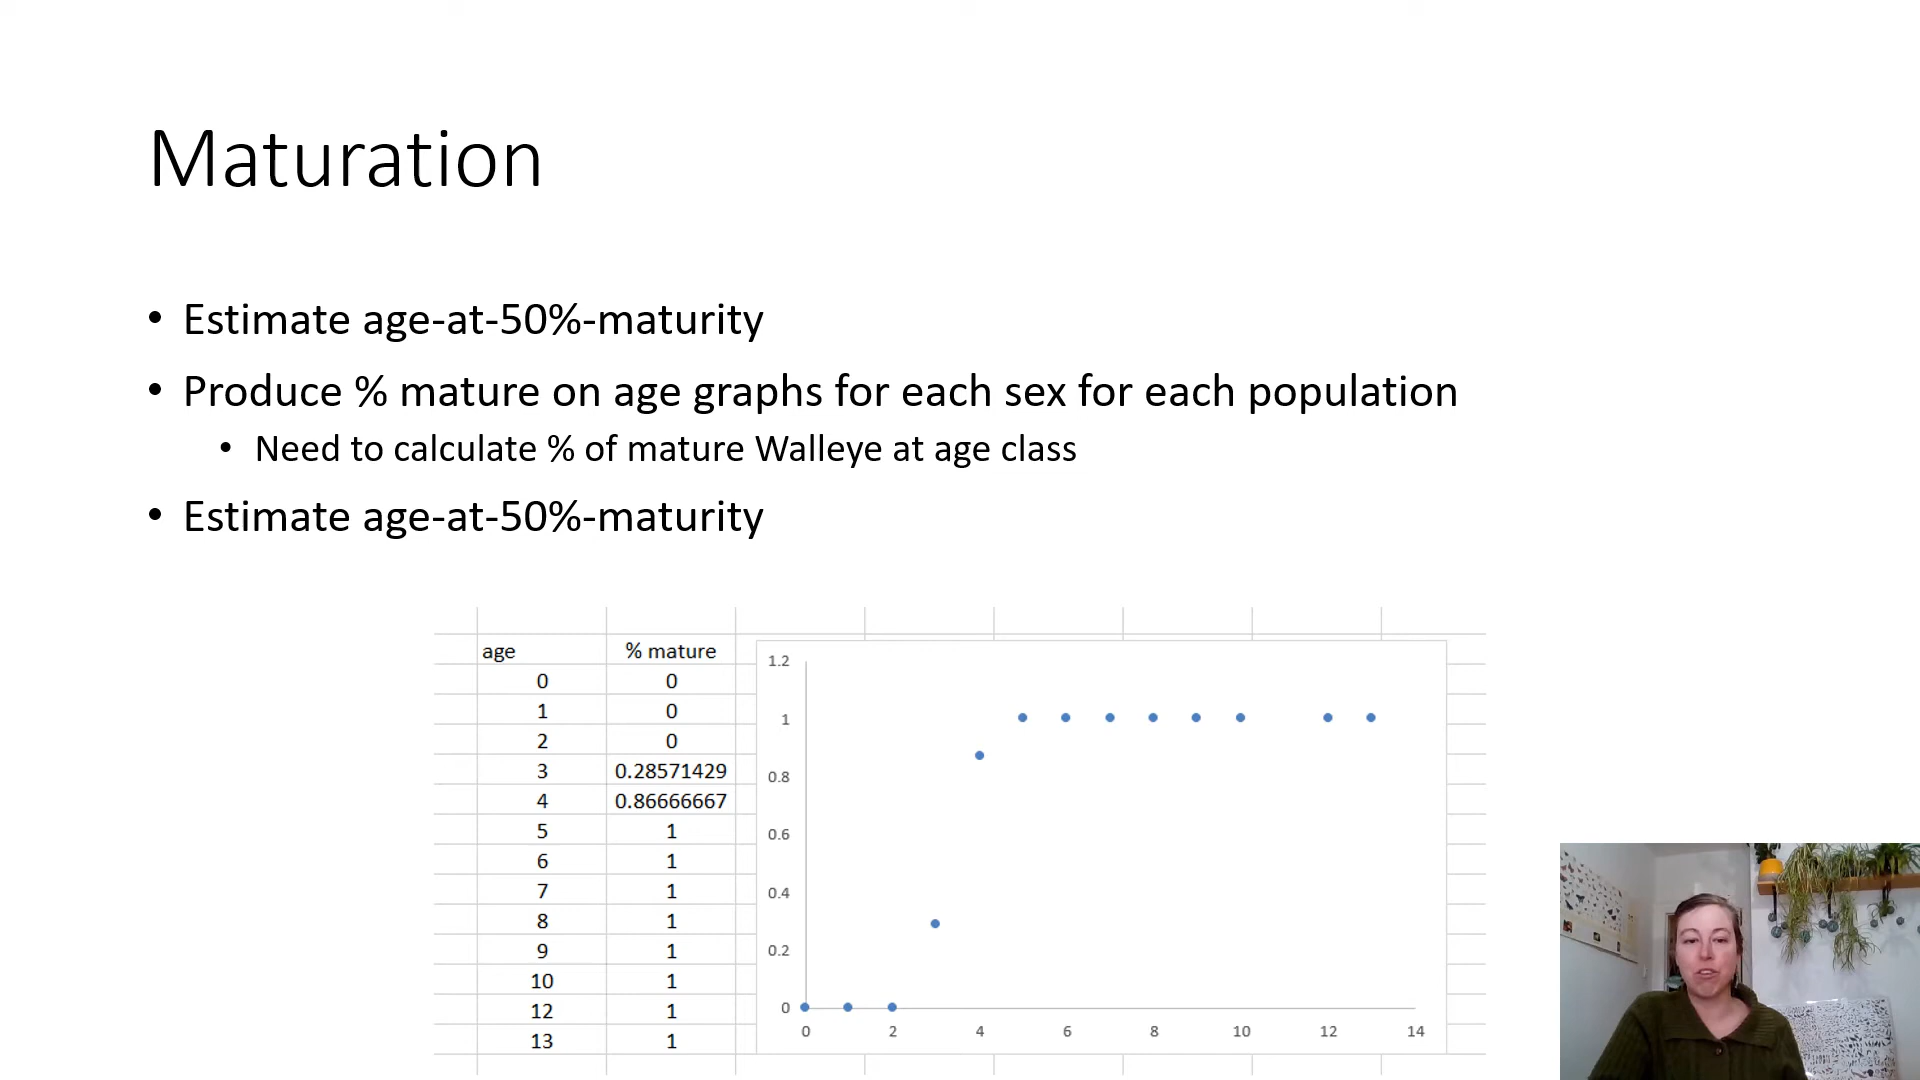 Maturation
• Estimate age-at-50%-maturity
• Produce % mature on age graphs for each sex for each population
• Need to calculate % of mature Walleye at age class
• Estimate age-at-50%-maturity
age % mature
0 0
1 0
2 0
3 0.28571429
4 0.86666667
5 1
6 1
7 1
8 1
9 1
10 1
12 1
13 1
1.2
1
0.8
0.6
0.4
0.2
0
0 2 4 6 8 10 12 14